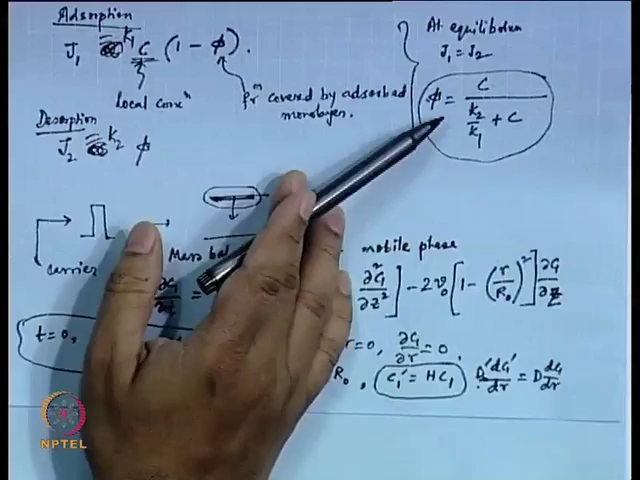 Adsorption
J₁ = k₁ C (1 - φ).
Local concⁿ
frⁿ covered by adsorbed
monolayer.
Desorption
J₂ = k₂ φ
At equilibrium
J₁ = J₂
φ = C / (k₂/k₁ + C)
carrier
Mass bal
mobile phase
∂C₁/∂t =
∂²C₁/∂z²] - 2v₀ [1 - (r/R₀)²] ∂C₁/∂z
t=0,
r=0, ∂C₁/∂r = 0
R₀, C₁' = HC₁ D'dC₁'/dr = D dC₁/dr
NPTEL